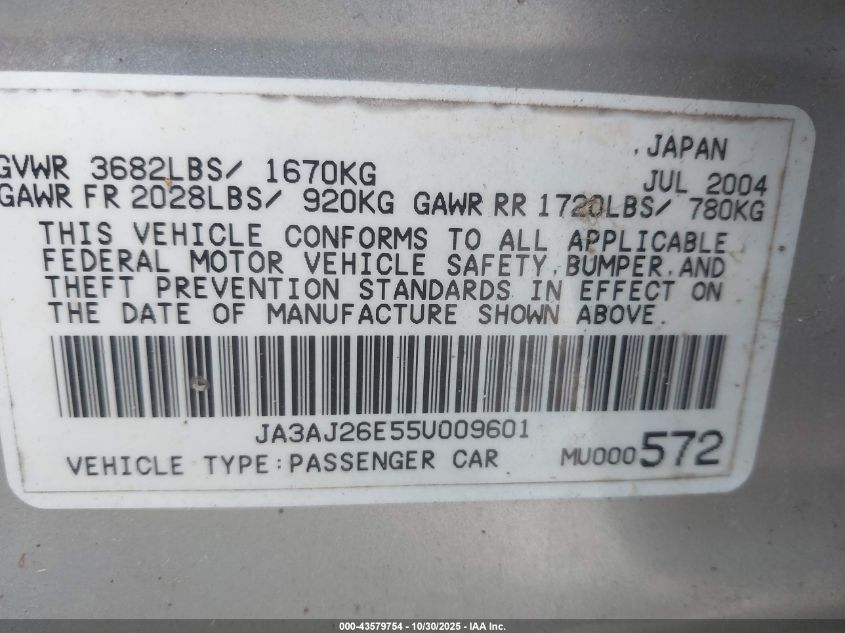 . JAPAN
GVWR 3682LBS/ 1670KG JUL 2004
GAWR FR 2028LBS/ 920KG GAWR RR 1720LBS/ 780KG
THIS VEHICLE CONFORMS TO ALL APPLICABLE
FEDERAL MOTOR VEHICLE SAFETY, BUMPER, AND
THEFT PREVENTION STANDARDS IN EFFECT ON
THE DATE OF MANUFACTURE SHOWN ABOVE.
JA3AJ26E55U009601
VEHICLE TYPE:PASSENGER CAR MU000572
000-43579754 - 10/30/2025 - IAA Inc.